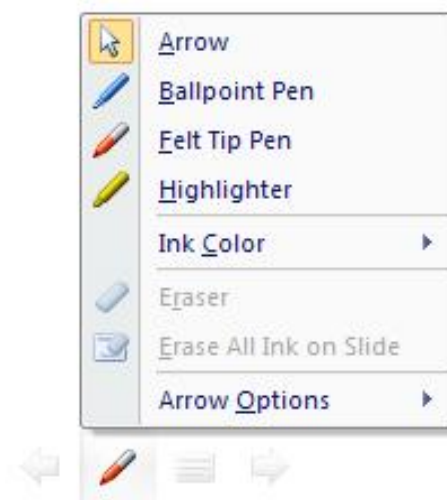 Arrow
Ballpoint Pen
Felt Tip Pen
Highlighter
Ink Color
Eraser
Erase All Ink on Slide
Arrow Options